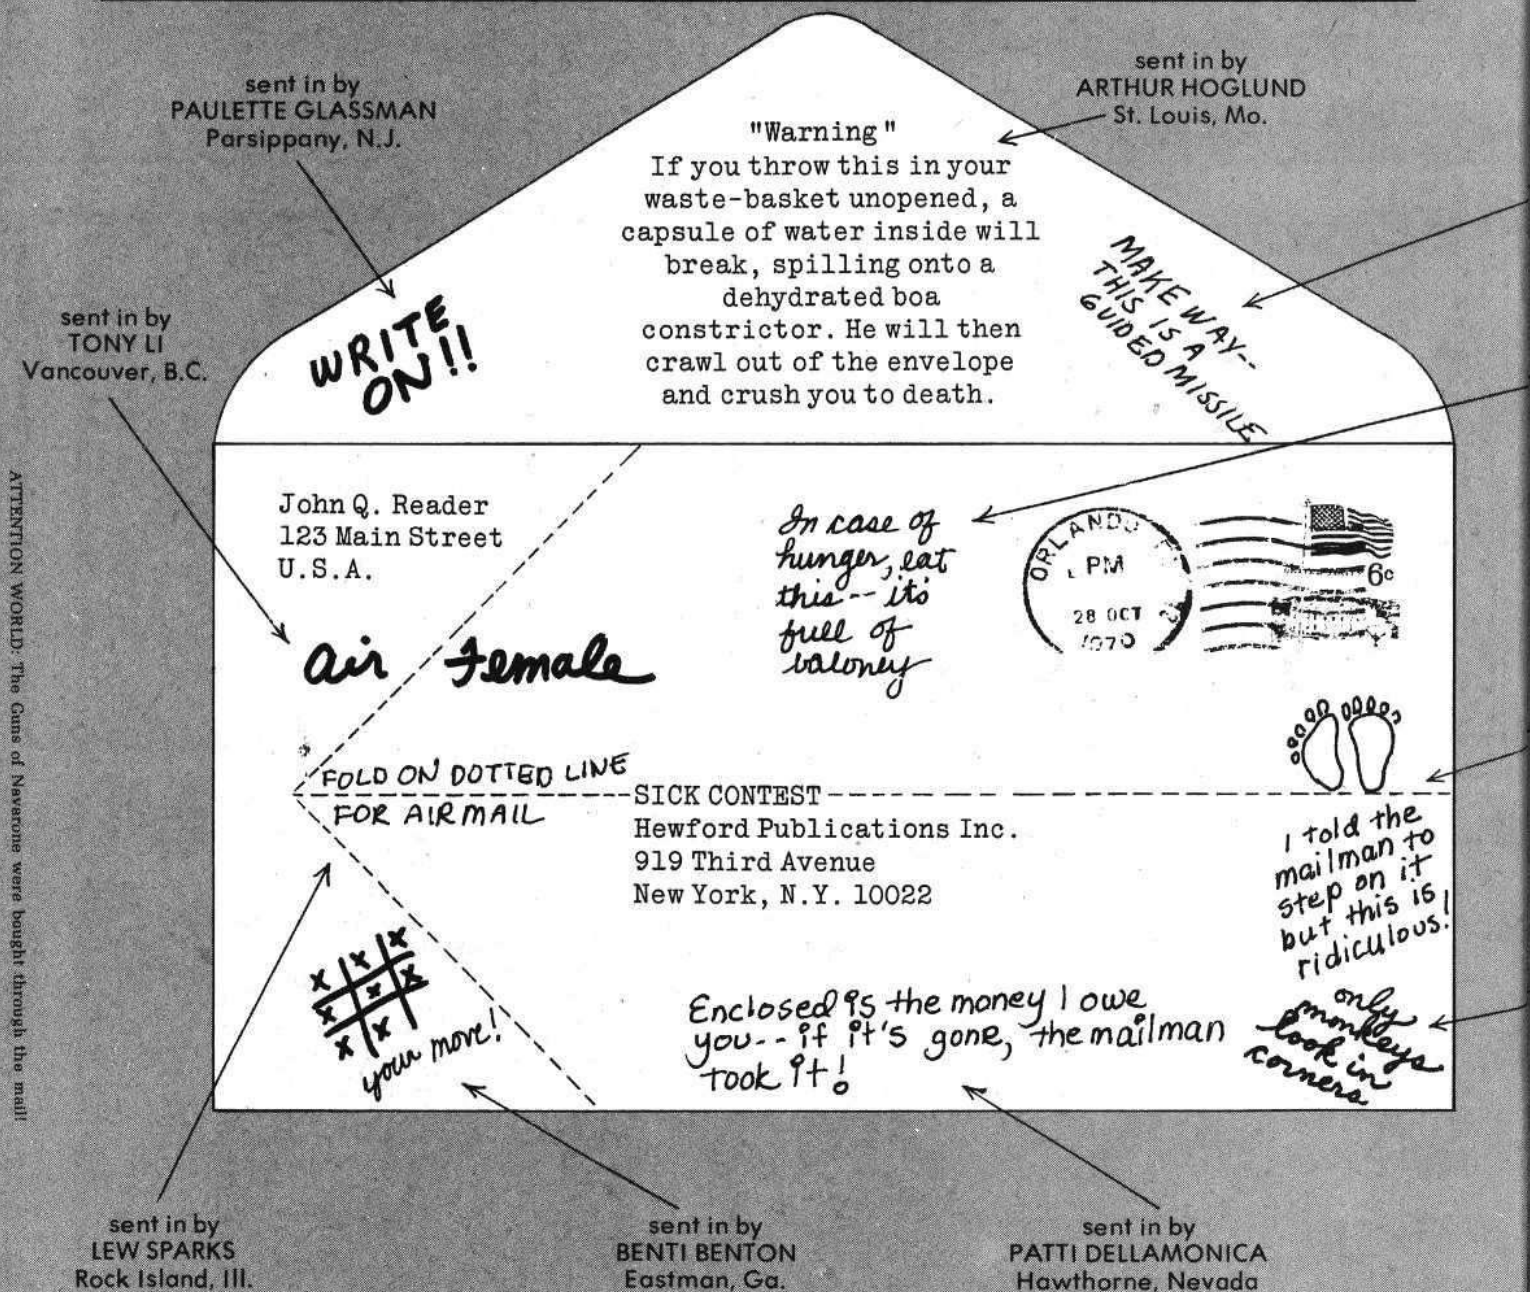 sent in by
PAULETTE GLASSMAN
Parsippany, N.J.
sent in by
ARTHUR HOGLUND
St. Louis, Mo.
"Warning"
If you throw this in your
waste-basket unopened, a
capsule of water inside will
break, spilling onto a
dehydrated boa
constrictor. He will then
crawl out of the envelope
and crush you to death.
WRITE
ON!!
MAKE WAY--
THIS IS A
GUIDED MISSILE
sent in by
TONY LI
Vancouver, B.C.
John Q. Reader
123 Main Street
U.S.A.
In case of
hunger, eat
this -- it's
full of
baloney
ORLANDO
PM
28 OCT
1970
6c
Air Female
FOLD ON DOTTED LINE
FOR AIRMAIL
SICK CONTEST
Hewford Publications Inc.
919 Third Avenue
New York, N.Y. 10022
I told the
mailman to
step on it
but this is
ridiculous!
X X X
X X X
X X
your move!
Enclosed is the money I owe
you-- if it's gone, the mailman
took it!
only
monkeys
look in
corners
sent in by
LEW SPARKS
Rock Island, Ill.
sent in by
BENTI BENTON
Eastman, Ga.
sent in by
PATTI DELLAMONICA
Hawthorne, Nevada
ATTENTION WORLD: The Guns of Navarone were bought through the mail!